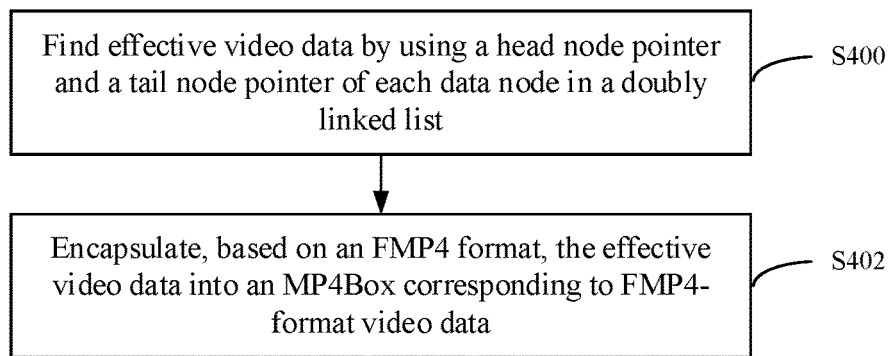 Find effective video data by using a head node pointer
and a tail node pointer of each data node in a doubly
linked list
S400
Encapsulate, based on an FMP4 format, the effective
video data into an MP4Box corresponding to FMP4-
format video data
S402